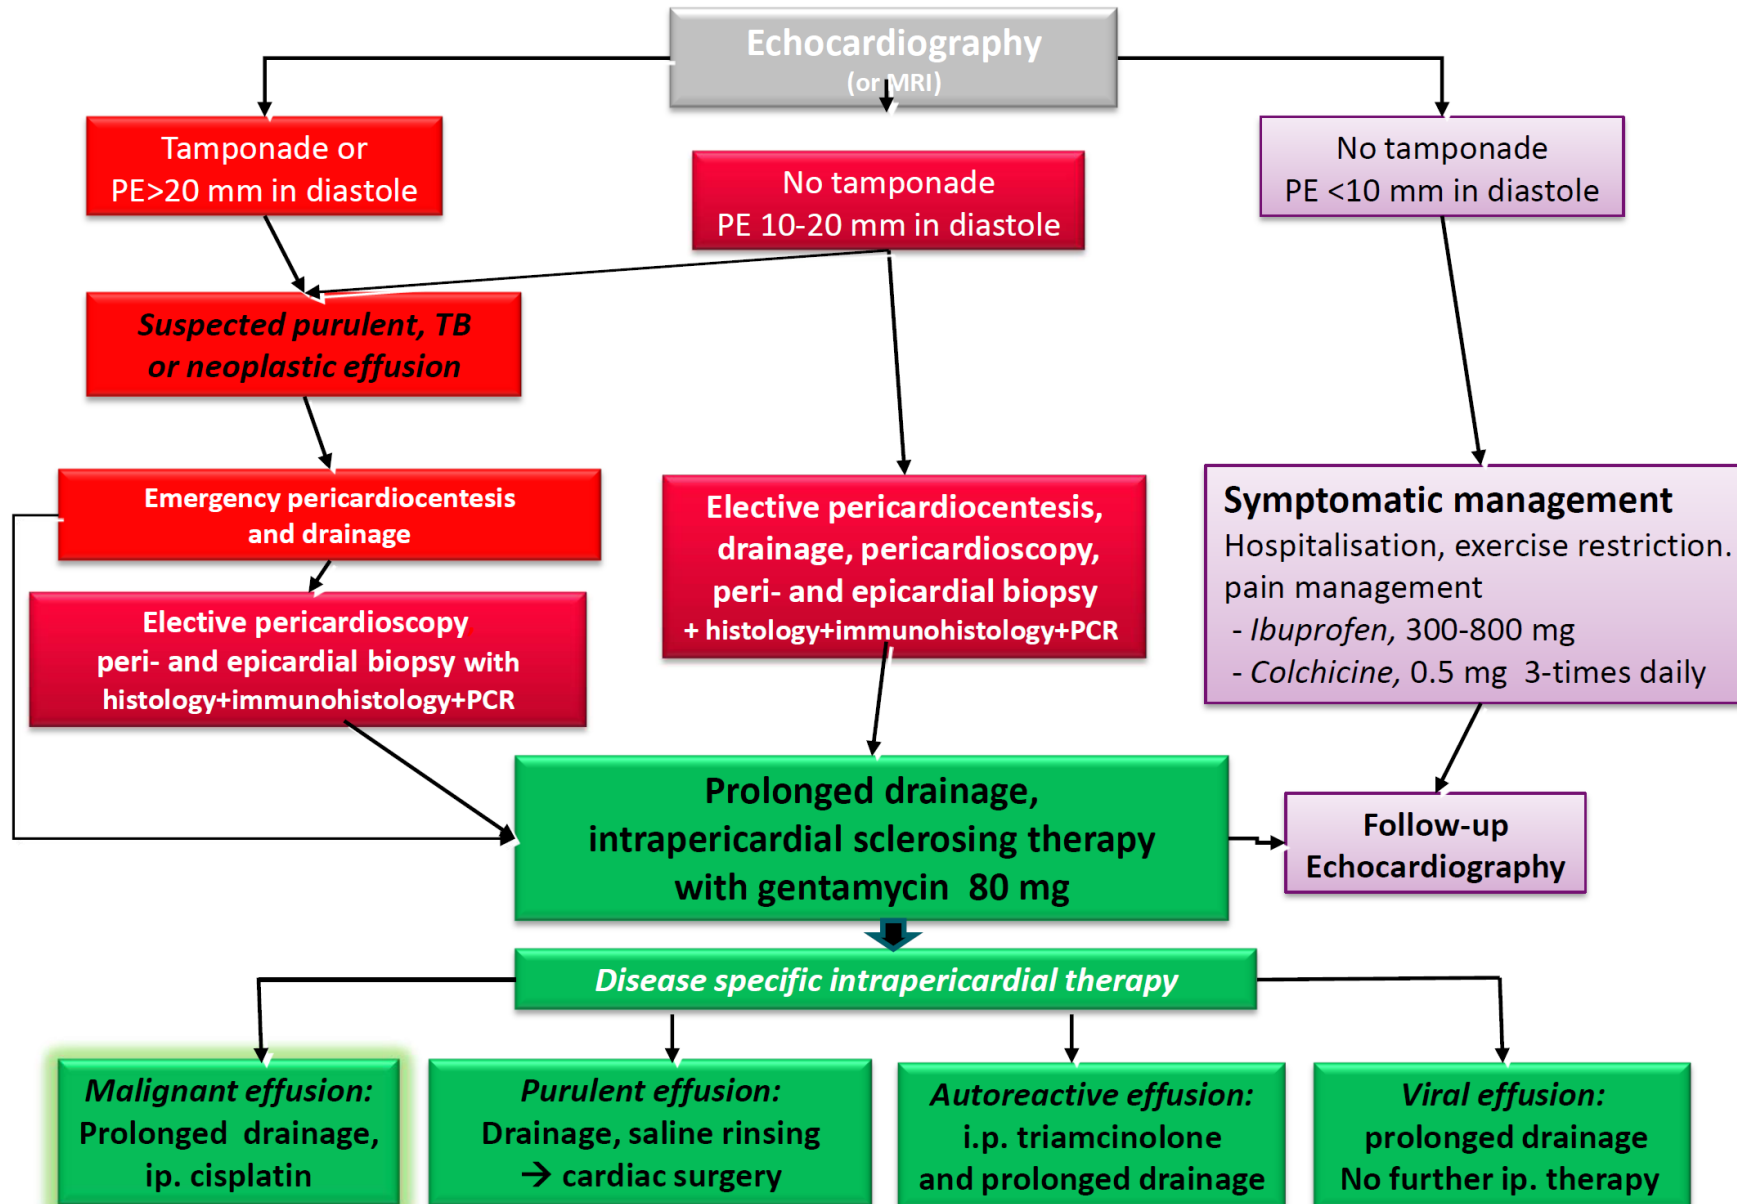 Echocardiography
(or MRI)
Tamponade or
PE>20 mm in diastole
No tamponade
PE 10-20 mm in diastole
No tamponade
PE <10 mm in diastole
Suspected purulent, TB
or neoplastic effusion
Emergency pericardiocentesis
and drainage
Elective pericardiocentesis,
drainage, pericardioscopy,
peri- and epicardial biopsy
+ histology+immunohistology+PCR
Symptomatic management
Hospitalisation, exercise restriction.
pain management
- Ibuprofen, 300-800 mg
- Colchicine, 0.5 mg  3-times daily
Elective pericardioscopy
peri- and epicardial biopsy with
histology+immunohistology+PCR
Prolonged drainage,
intrapericardial sclerosing therapy
with gentamycin  80 mg
Follow-up
Echocardiography
Disease specific intrapericardial therapy
Malignant effusion:
Prolonged  drainage,
ip. cisplatin
Purulent effusion:
Drainage, saline rinsing
→ cardiac surgery
Autoreactive effusion:
i.p. triamcinolone
and prolonged drainage
Viral effusion:
prolonged drainage
No further ip. therapy